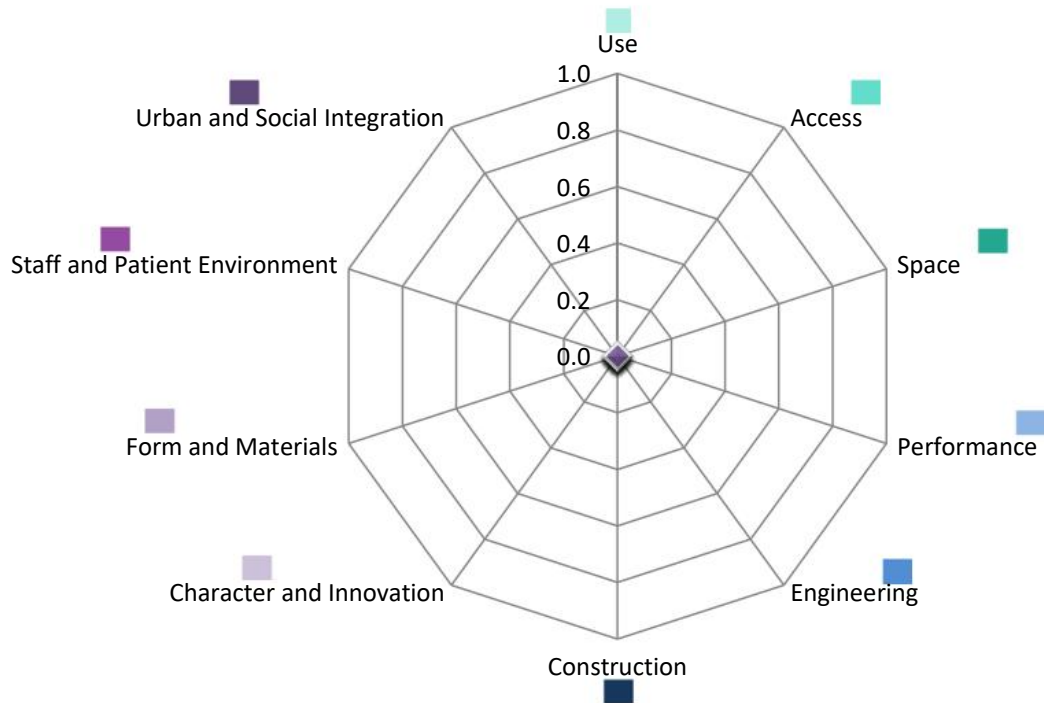 Use
1.0
Urban and Social Integration
Access
0.8
0.6
Staff and Patient Environment
Space
0.4
0.2
0.0
Form and Materials
Performance
Character and Innovation
Engineering
Construction